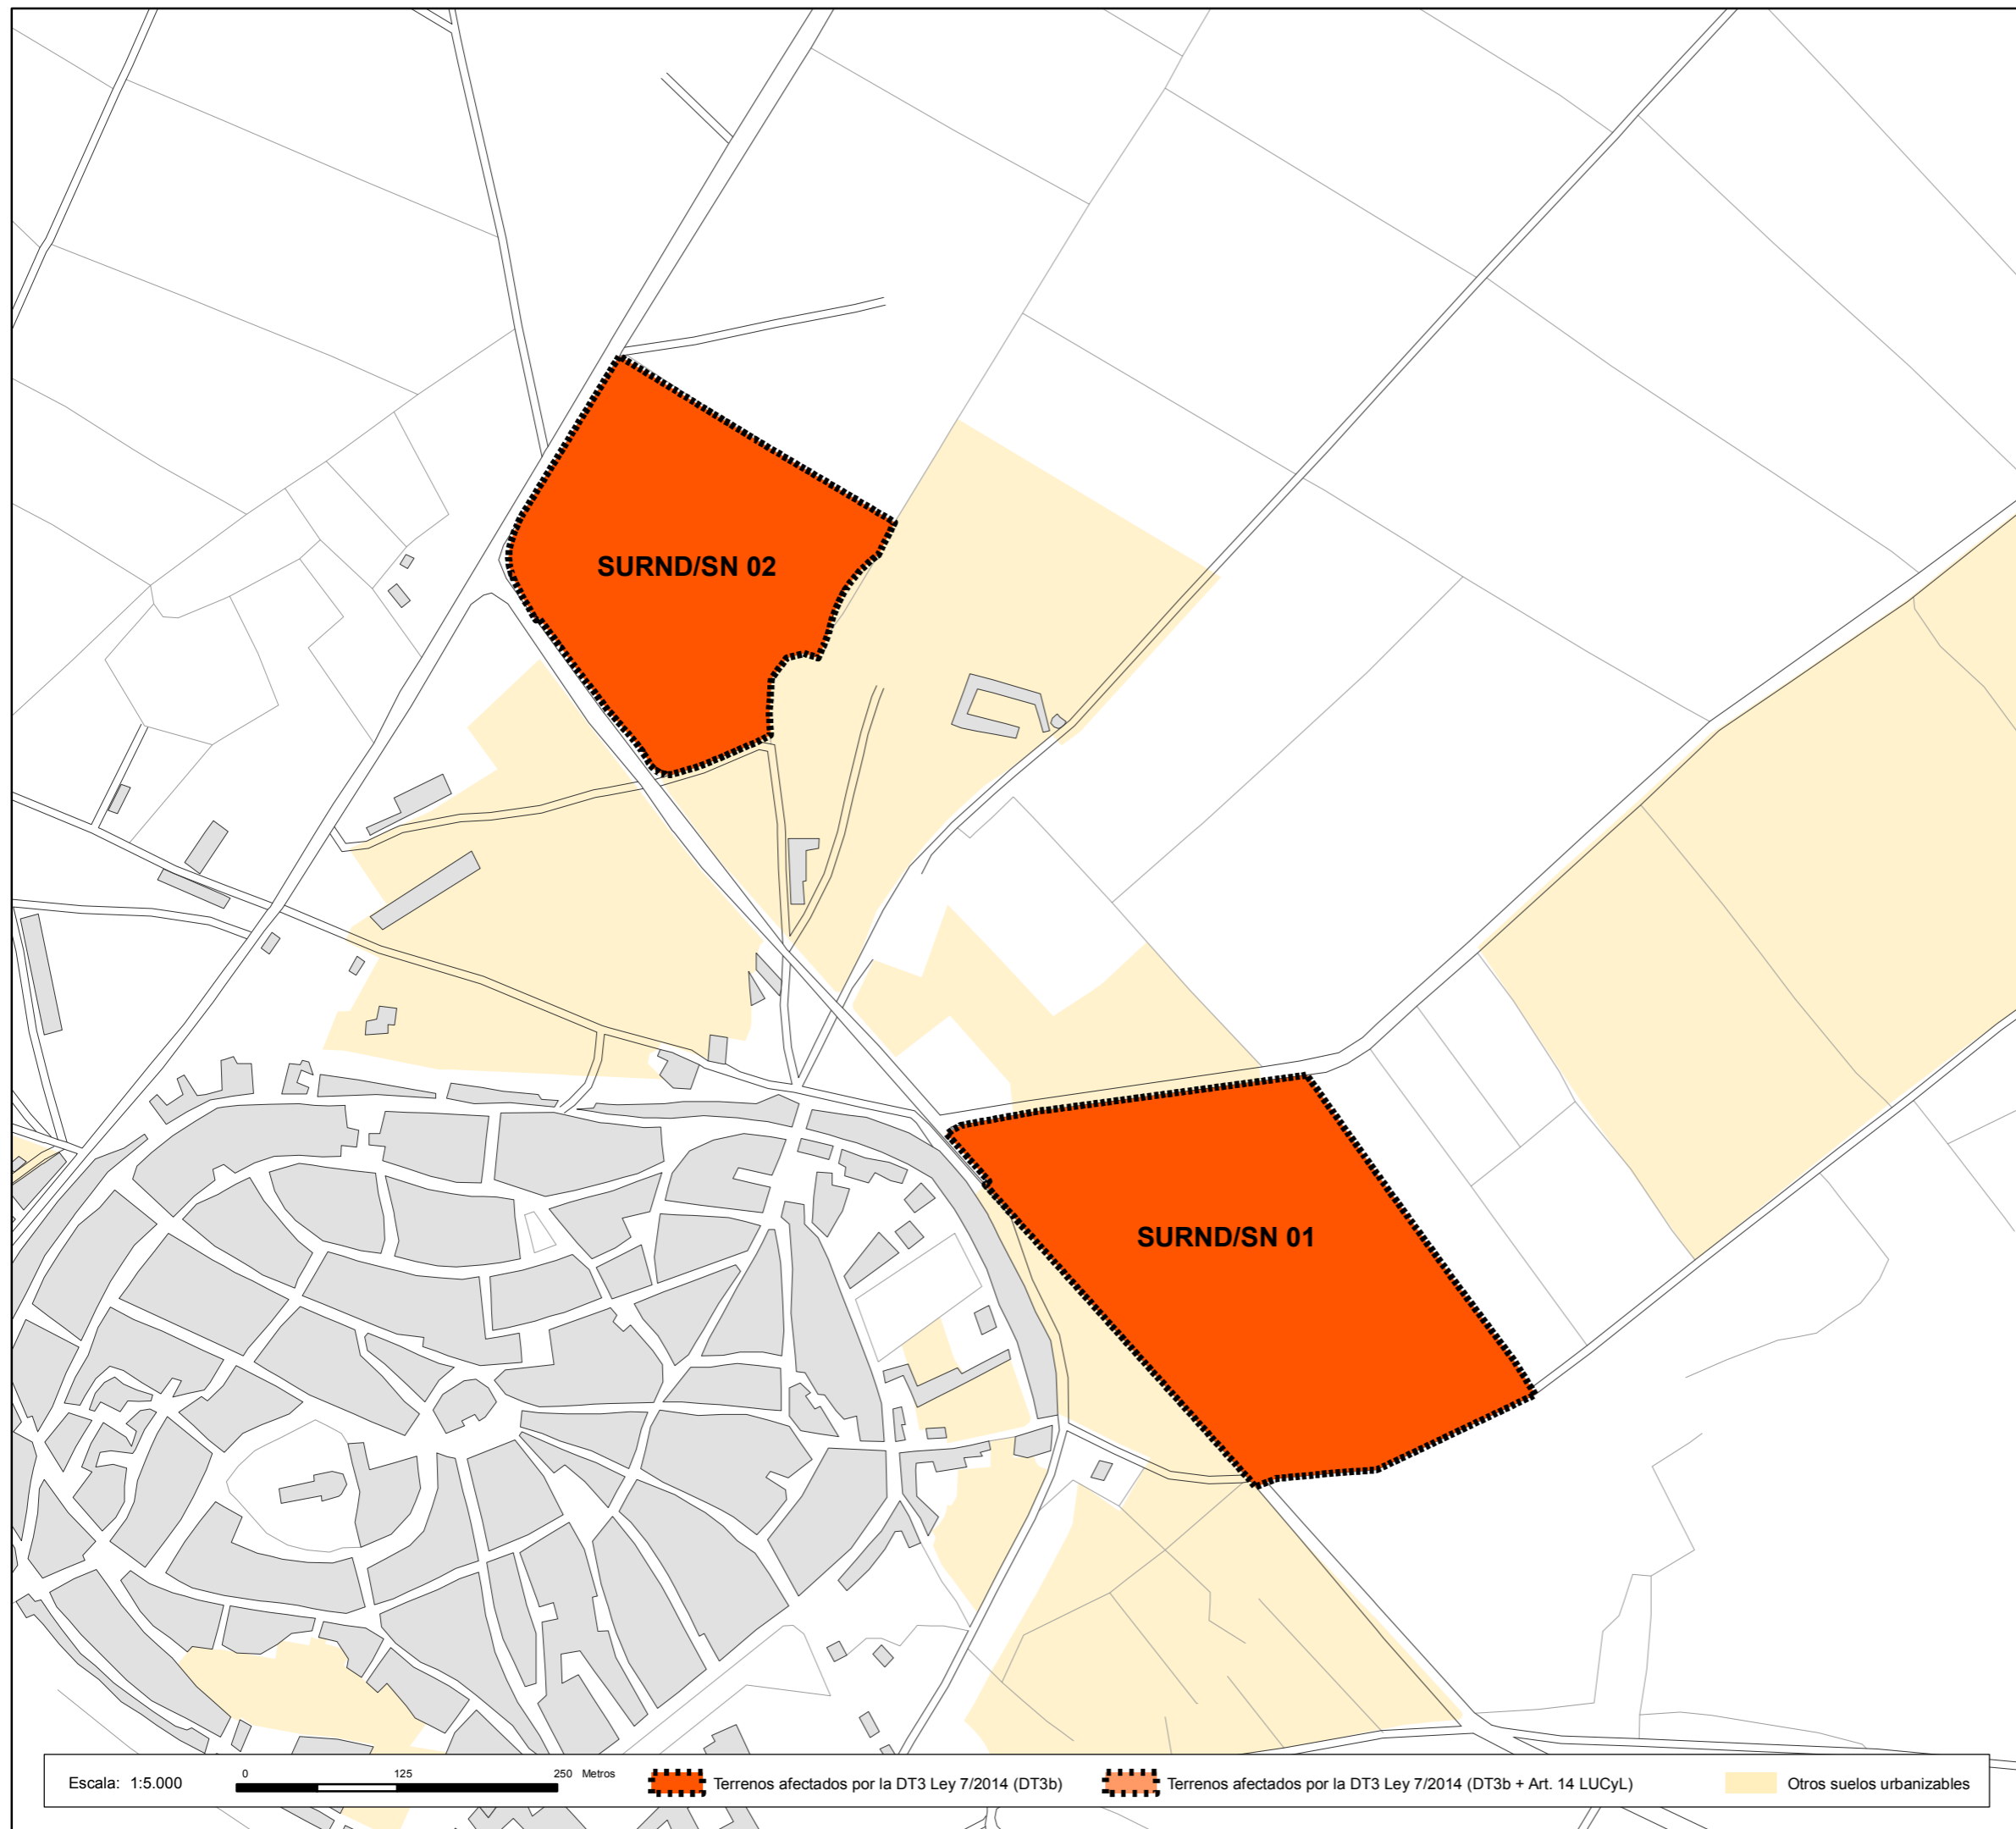 SURND/SN 02
SURND/SN 01
Escala: 1:5.000
0 125 250 Metros
Terrenos afectados por la DT3 Ley 7/2014 (DT3b)
Terrenos afectados por la DT3 Ley 7/2014 (DT3b + Art. 14 LUCyL)
Otros suelos urbanizables